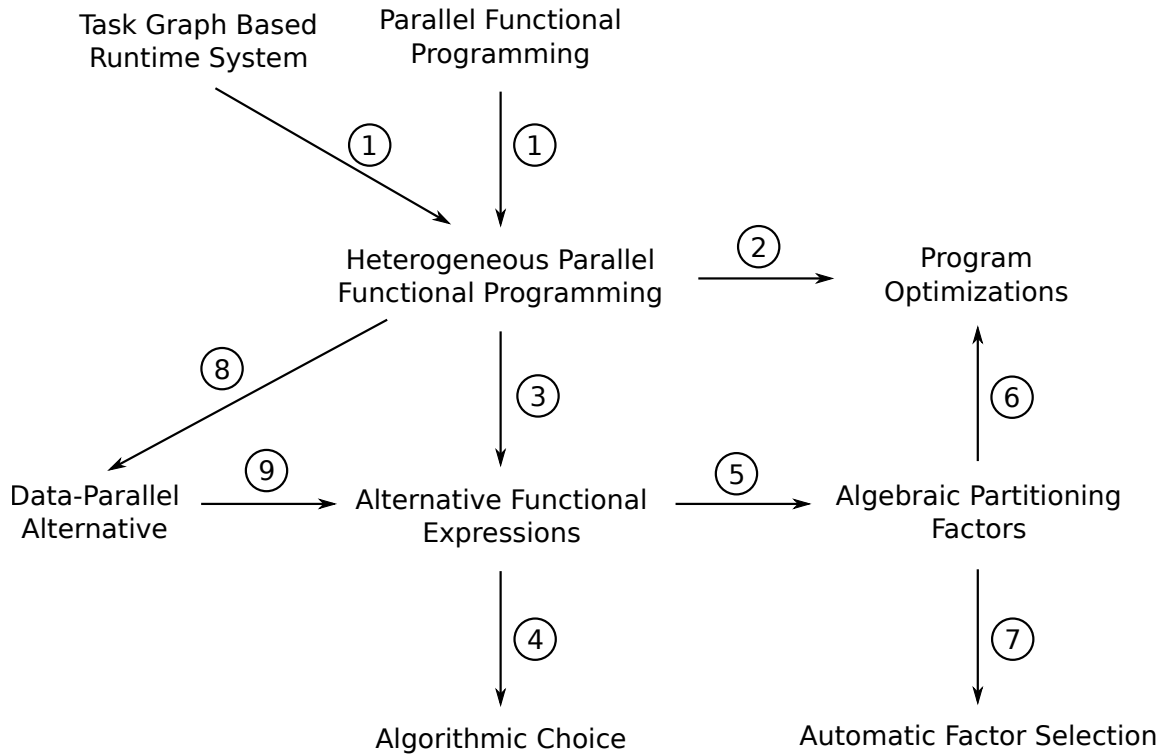 Task Graph Based
Runtime System
Parallel Functional
Programming
1
1
Heterogeneous Parallel
Functional Programming
2
Program
Optimizations
8
3
6
Data-Parallel
Alternative
9
Alternative Functional
Expressions
5
Algebraic Partitioning
Factors
4
7
Algorithmic Choice
Automatic Factor Selection